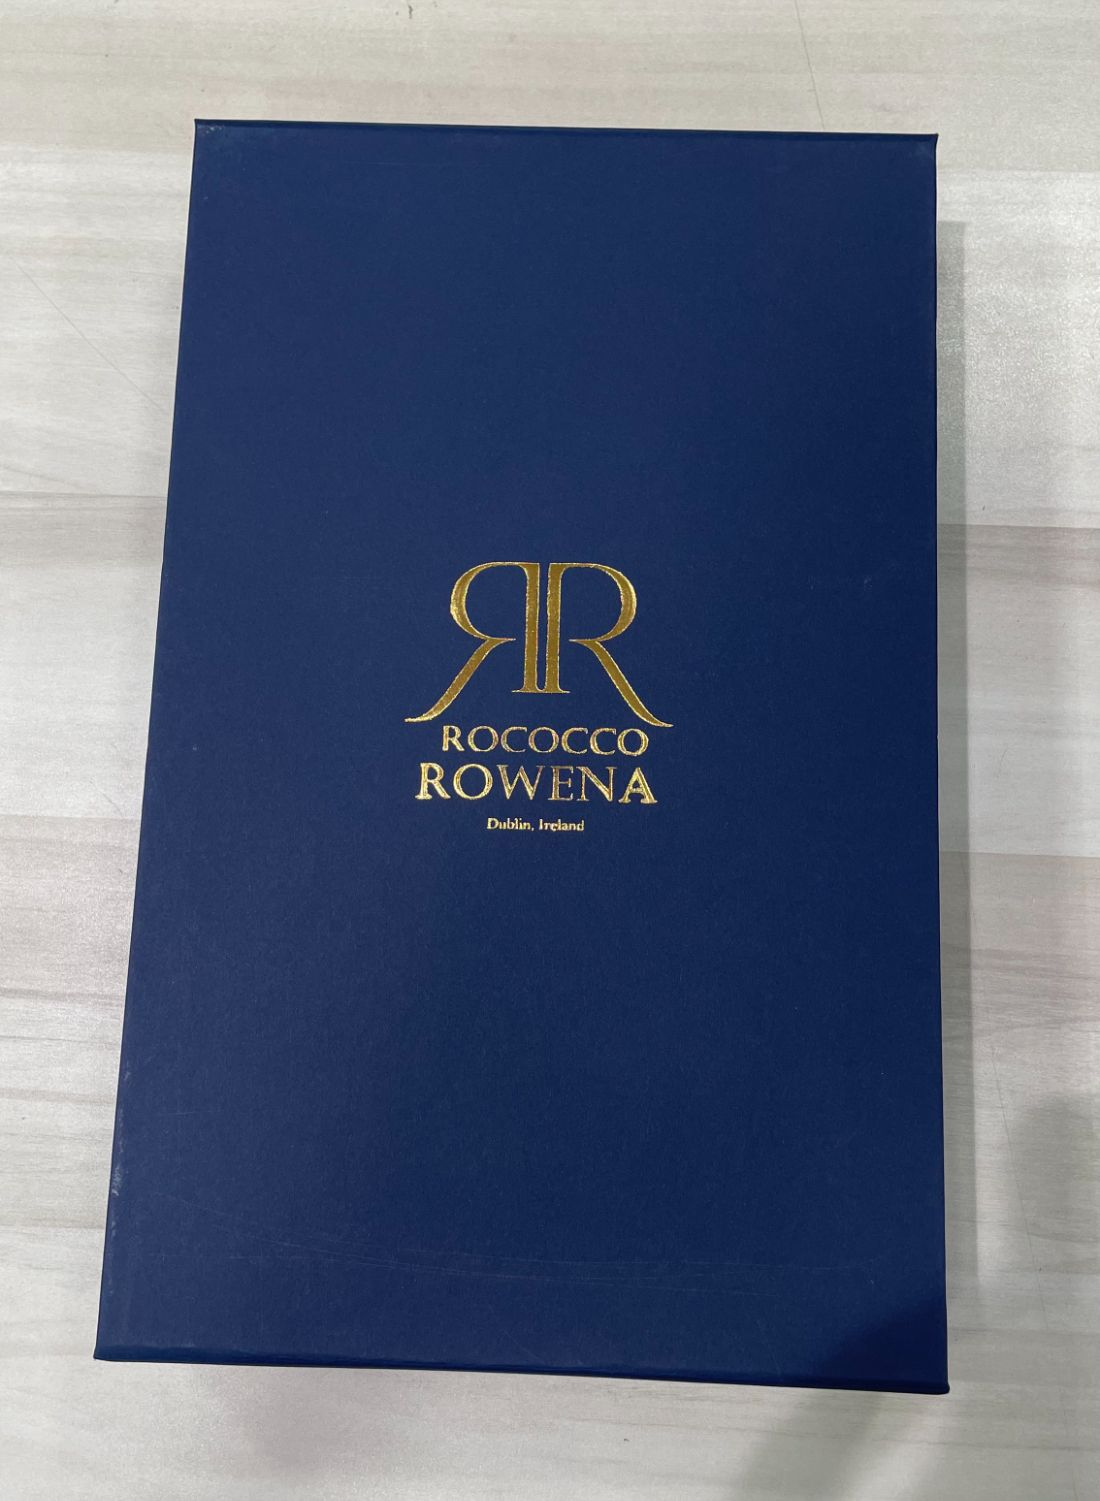 RR
ROCOCCO
ROWENA
Dublin, Ireland